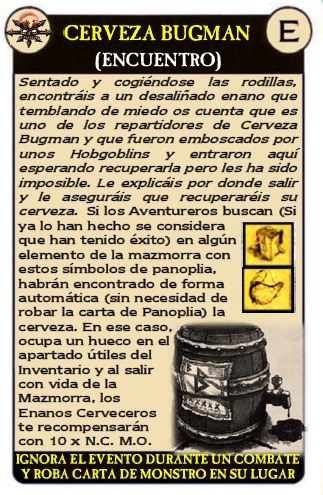 CERVEZA BUGMAN
E
(ENCUENTRO)
Sentado y cogiéndose las rodillas,
encontráis a un desaliñado enano que
temblando de miedo os cuenta que es
uno de los repartidores de Cerveza
Bugman y que fueron emboscados por
unos Hobgoblins y entraron aquí
esperando recuperarla pero les ha sido
imposible. Le explicáis por donde salir
y le aseguráis que recuperaréis su
cerveza. Si los Aventureros buscan (Si
ya lo han hecho se considera
que han tenido éxito) en algún
elemento de la mazmorra con
estos símbolos de panoplia,
habrán encontrado de forma
automática (sin necesidad de
robar la carta de Panoplia) la
cerveza. En ese caso,
ocupa un hueco en el
apartado útiles del
Inventario y al salir
con vida de la
Mazmorra, los
Enanos Cerveceros
te recompensarán
con 10 x N.C. M.O.
IGNORA EL EVENTO DURANTE UN COMBATE
Y ROBA CARTA DE MONSTRO EN SU LUGAR